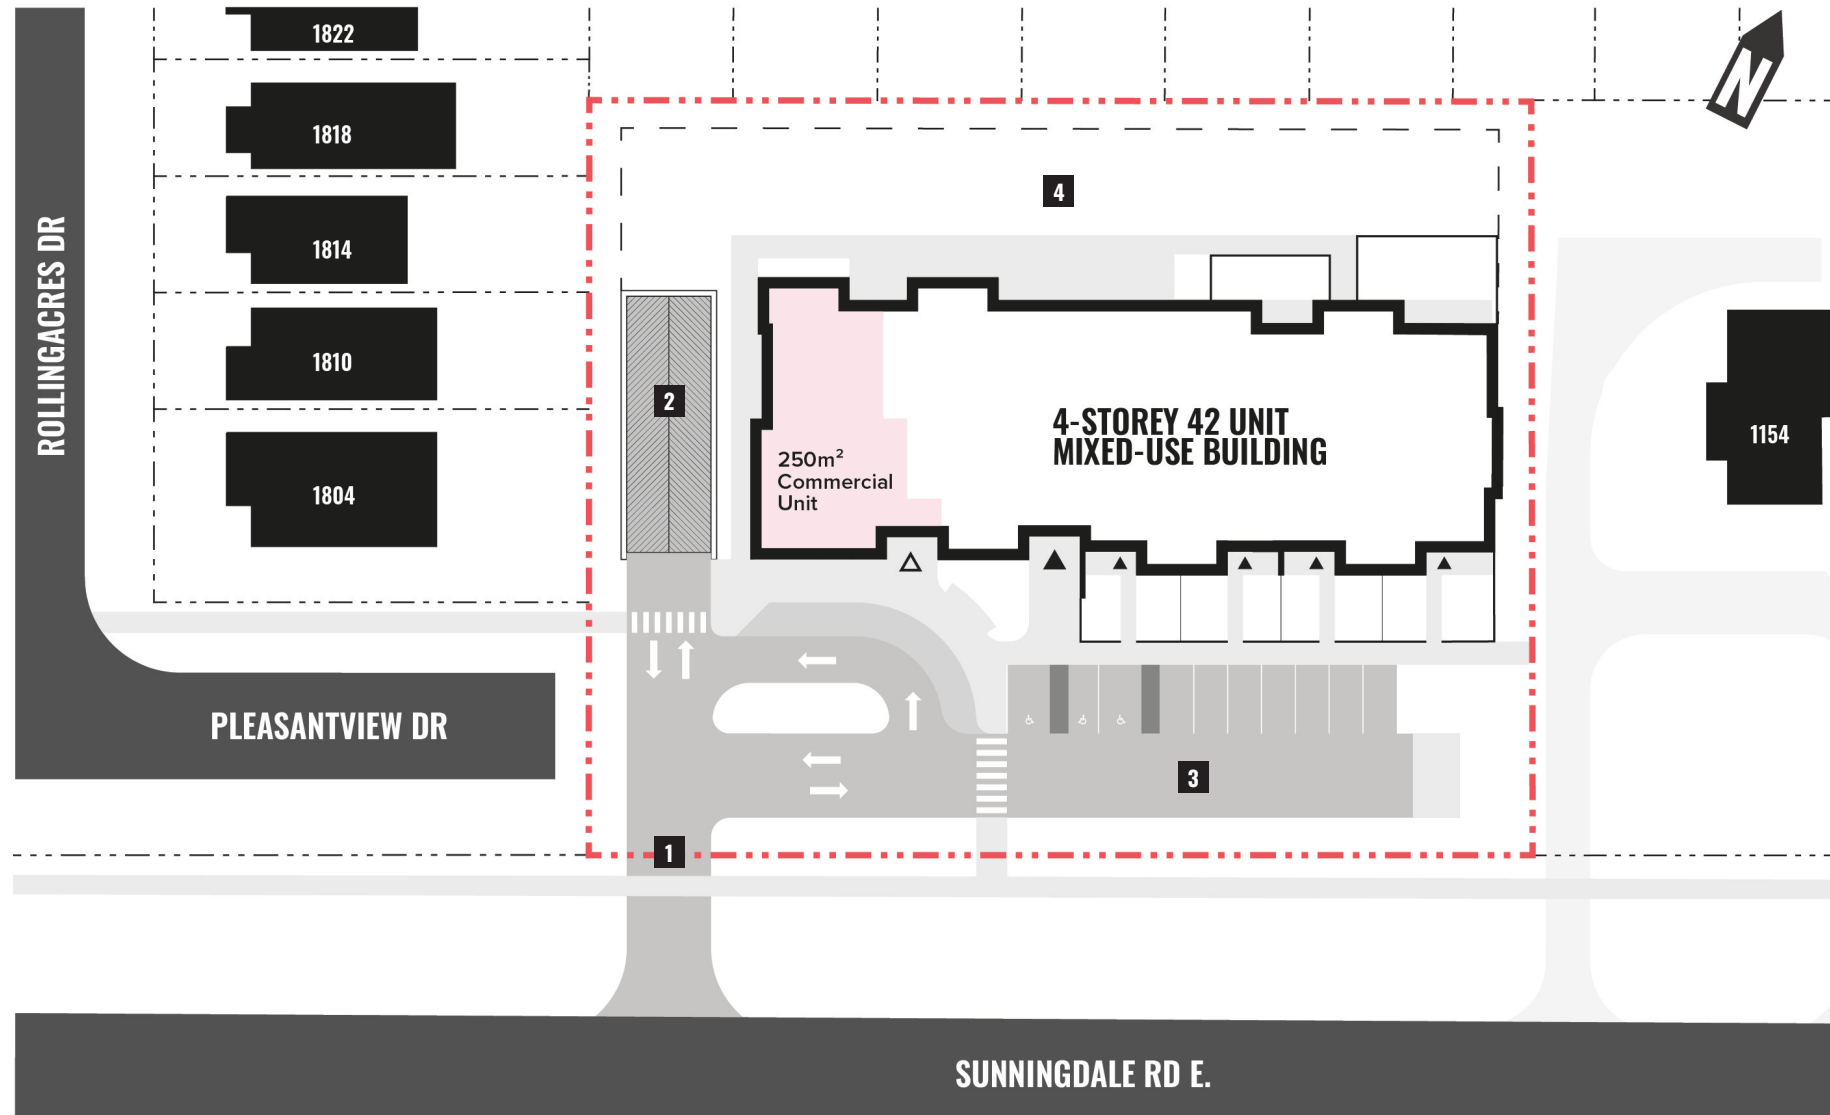 1822
N
1818
4
1814
ROLLINGACRES DR
1810
2
4-STOREY 42 UNIT
MIXED-USE BUILDING
1154
250m²
Commercial
Unit
1804
PLEASANTVIEW DR
3
1
SUNNINGDALE RD E.